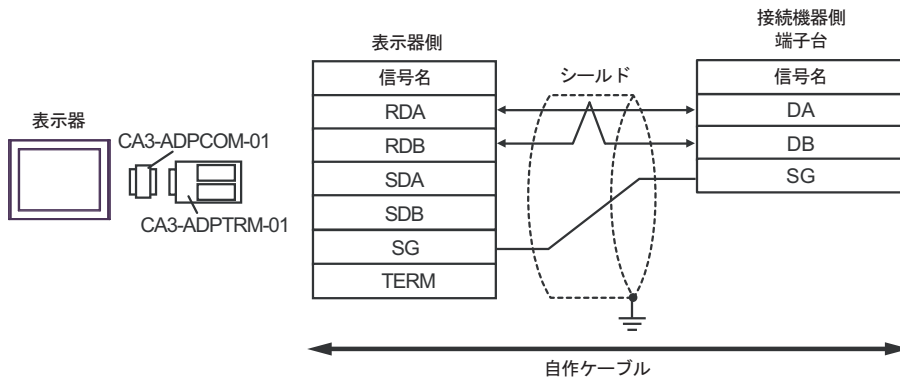 表示器
CA3-ADPCOM-01
CA3-ADPTRM-01
表示器側
信号名
RDA
RDB
SDA
SDB
SG
TERM
シールド
接続機器側
端子台
信号名
DA
DB
SG
自作ケーブル